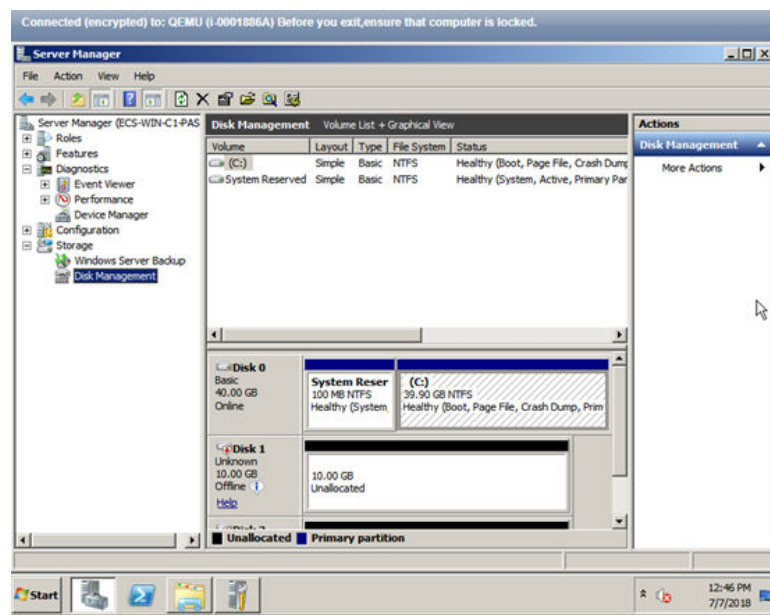 Connected (encrypted) to: QEMU (i-0001886A) Before you exit,ensure that computer is locked.
Server Manager
File Action View Help
Server Manager (ECS-WIN-C1-PAS
Roles
Features
Diagnostics
Event Viewer
Performance
Device Manager
Configuration
Storage
Windows Server Backup
Disk Management
Disk Management Volume List + Graphical View
Volume Layout Type File System Status
(C:) Simple Basic NTFS Healthy (Boot, Page File, Crash Dump
System Reserved Simple Basic NTFS Healthy (System, Active, Primary Par
Disk 0
Basic
40.00 GB
Online
System Reser
100 MB NTFS
Healthy (System,
(C:)
39.90 GB NTFS
Healthy (Boot, Page File, Crash Dump, Prim
Disk 1
Unknown
10.00 GB
Offline
Help
10.00 GB
Unallocated
Unallocated Primary partition
Actions
Disk Management
More Actions
Start
12:46 PM
7/7/2018